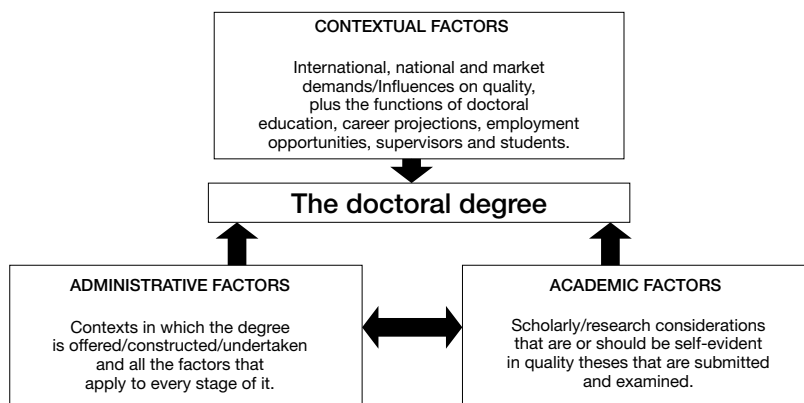 CONTEXTUAL FACTORS
International, national and market
demands/Influences on quality,
plus the functions of doctoral
education, career projections, employment
opportunities, supervisors and students.
The doctoral degree
ADMINISTRATIVE FACTORS
Contexts in which the degree
is offered/constructed/undertaken
and all the factors that
apply to every stage of it.
ACADEMIC FACTORS
Scholarly/research considerations
that are or should be self-evident
in quality theses that are submitted
and examined.